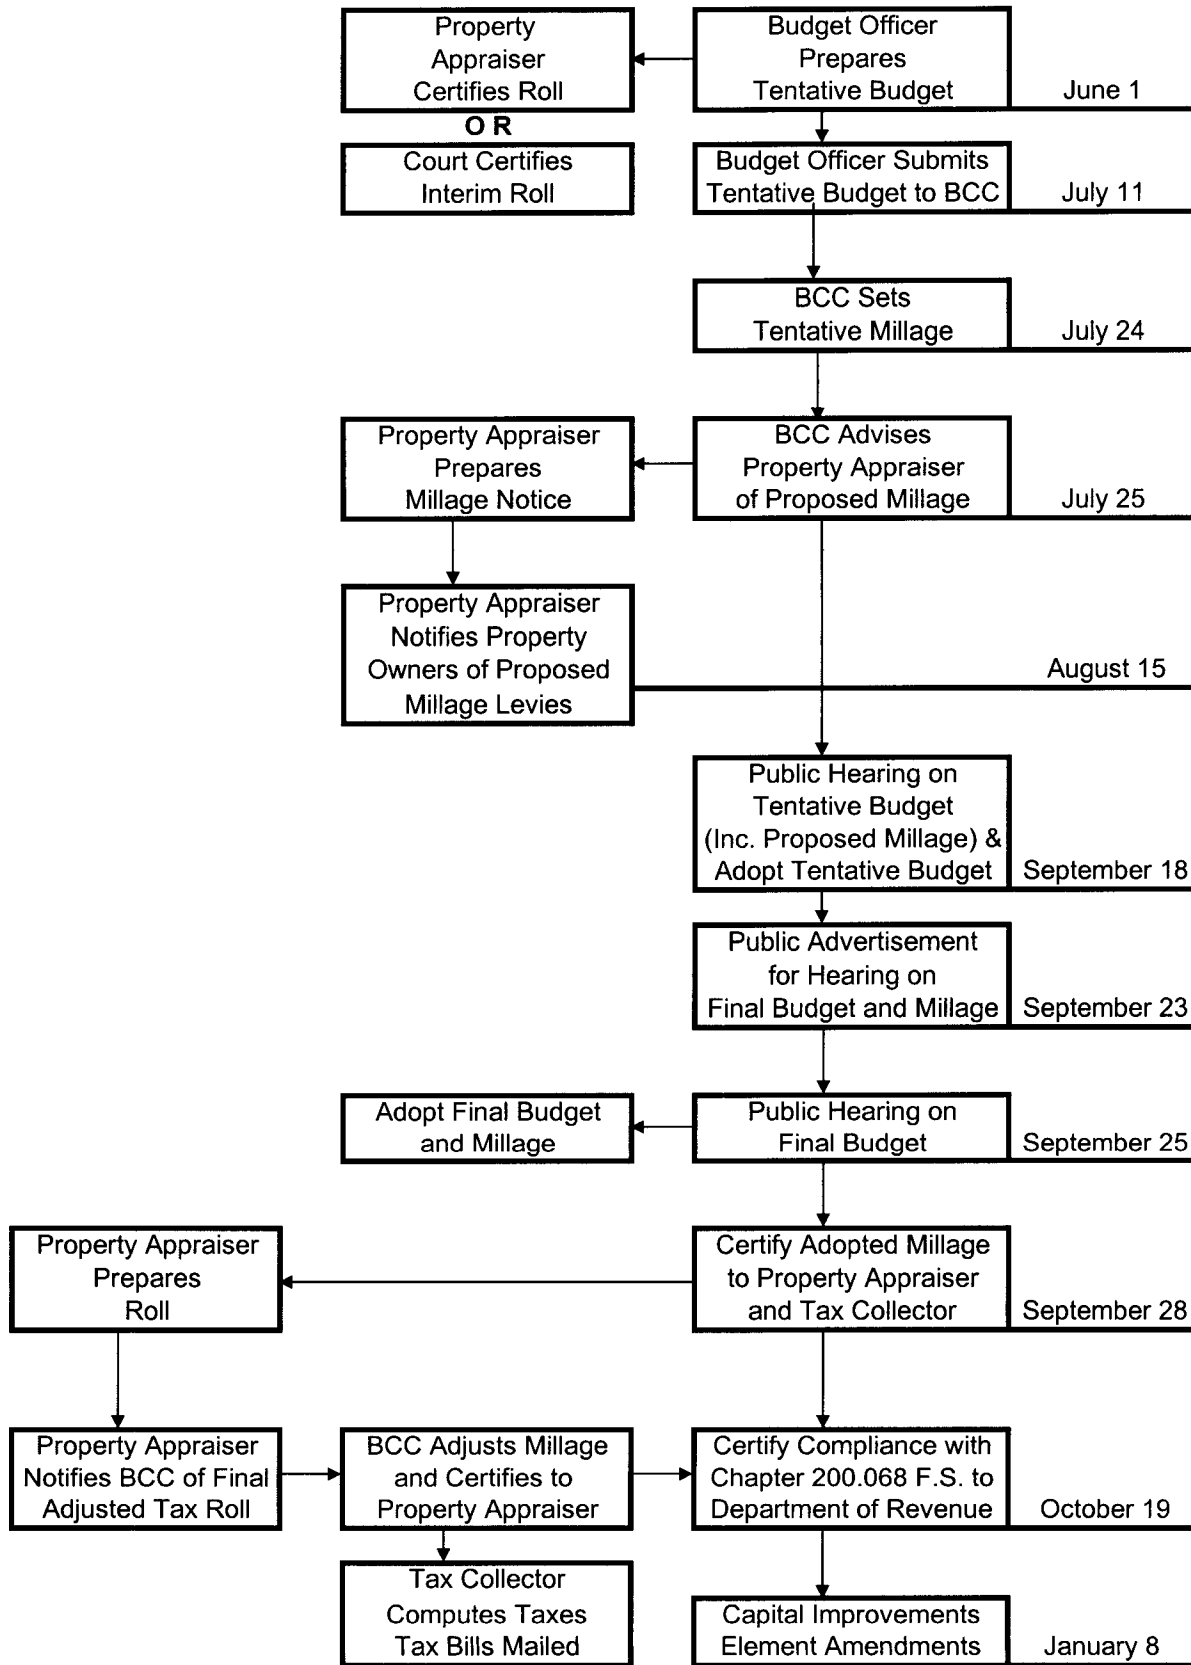 Property
Appraiser
Certifies Roll
Budget Officer
Prepares
Tentative Budget
June 1
OR
Court Certifies
Interim Roll
Budget Officer Submits
Tentative Budget to BCC
July 11
BCC Sets
Tentative Millage
July 24
Property Appraiser
Prepares
Millage Notice
BCC Advises
Property Appraiser
of Proposed Millage
July 25
Property Appraiser
Notifies Property
Owners of Proposed
Millage Levies
August 15
Public Hearing on
Tentative Budget
(Inc. Proposed Millage) &
Adopt Tentative Budget
September 18
Public Advertisement
for Hearing on
Final Budget and Millage
September 23
Adopt Final Budget
and Millage
Public Hearing on
Final Budget
September 25
Property Appraiser
Prepares
Roll
Certify Adopted Millage
to Property Appraiser
and Tax Collector
September 28
Property Appraiser
Notifies BCC of Final
Adjusted Tax Roll
BCC Adjusts Millage
and Certifies to
Property Appraiser
Certify Compliance with
Chapter 200.068 F.S. to
Department of Revenue
October 19
Tax Collector
Computes Taxes
Tax Bills Mailed
Capital Improvements
Element Amendments
January 8